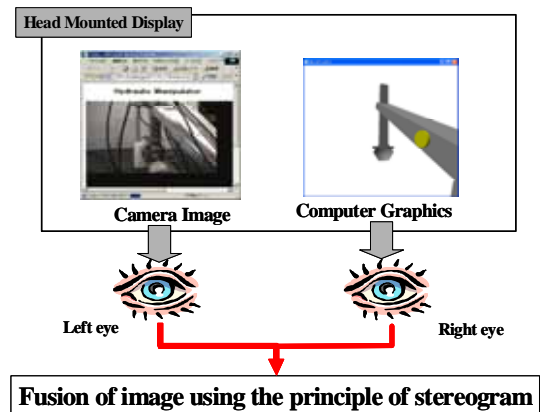 Head Mounted Display
Hydraulic Manipulator
Camera Image
Computer Graphics
Left eye
Right eye
Fusion of image using the principle of stereogram